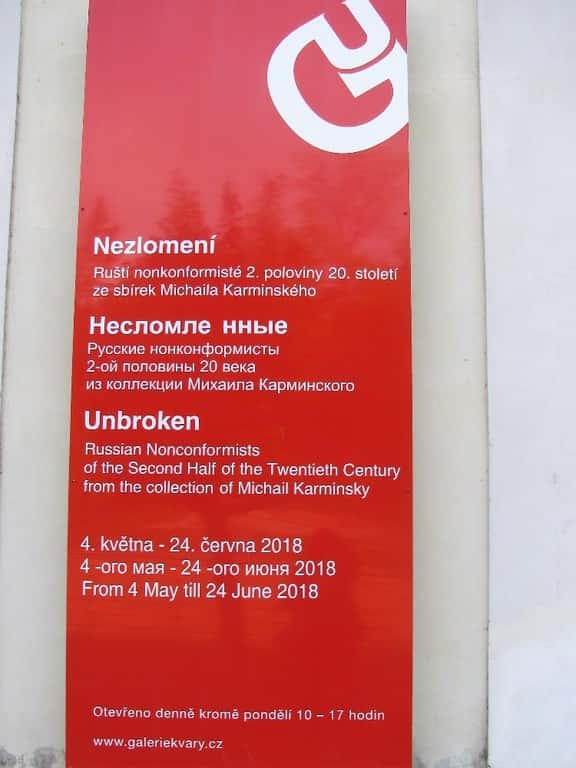 Nezlomení
Ruští nonkonformisté 2. poloviny 20. století
ze sbírek Michaila Karminského
Несломле нные
Русские нонконформисты
2-ой половины 20 века
из коллекции Михаила Карминского
Unbroken
Russian Nonconformists
of the Second Half of the Twentieth Century
from the collection of Michail Karminsky
4. května - 24. června 2018
4 -ого мая - 24 -ого июня 2018
From 4 May till 24 June 2018
Otevřeno denně kromě pondělí 10 – 17 hodin
www.galeriekvary.cz